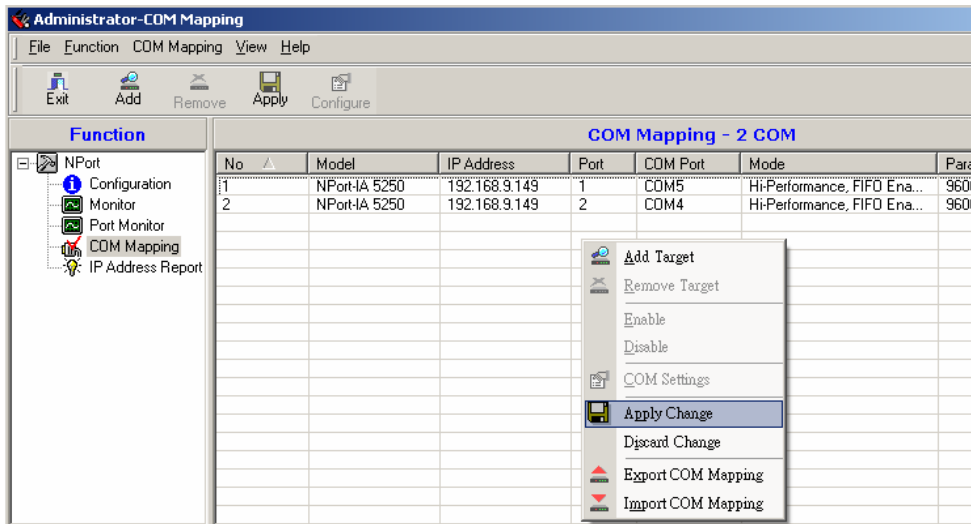 Administrator-COM Mapping
File Function COM Mapping View Help
Exit Add Remove Apply Configure
Function
COM Mapping - 2 COM
NPort
Configuration
Monitor
Port Monitor
COM Mapping
IP Address Report
No Model IP Address Port COM Port Mode Para
1 NPort-IA 5250 192.168.9.149 1 COM5 Hi-Performance, FIFO Ena... 960
2 NPort-IA 5250 192.168.9.149 2 COM4 Hi-Performance, FIFO Ena... 960
Add Target
Remove Target
Enable
Disable
COM Settings
Apply Change
Discard Change
Export COM Mapping
Import COM Mapping